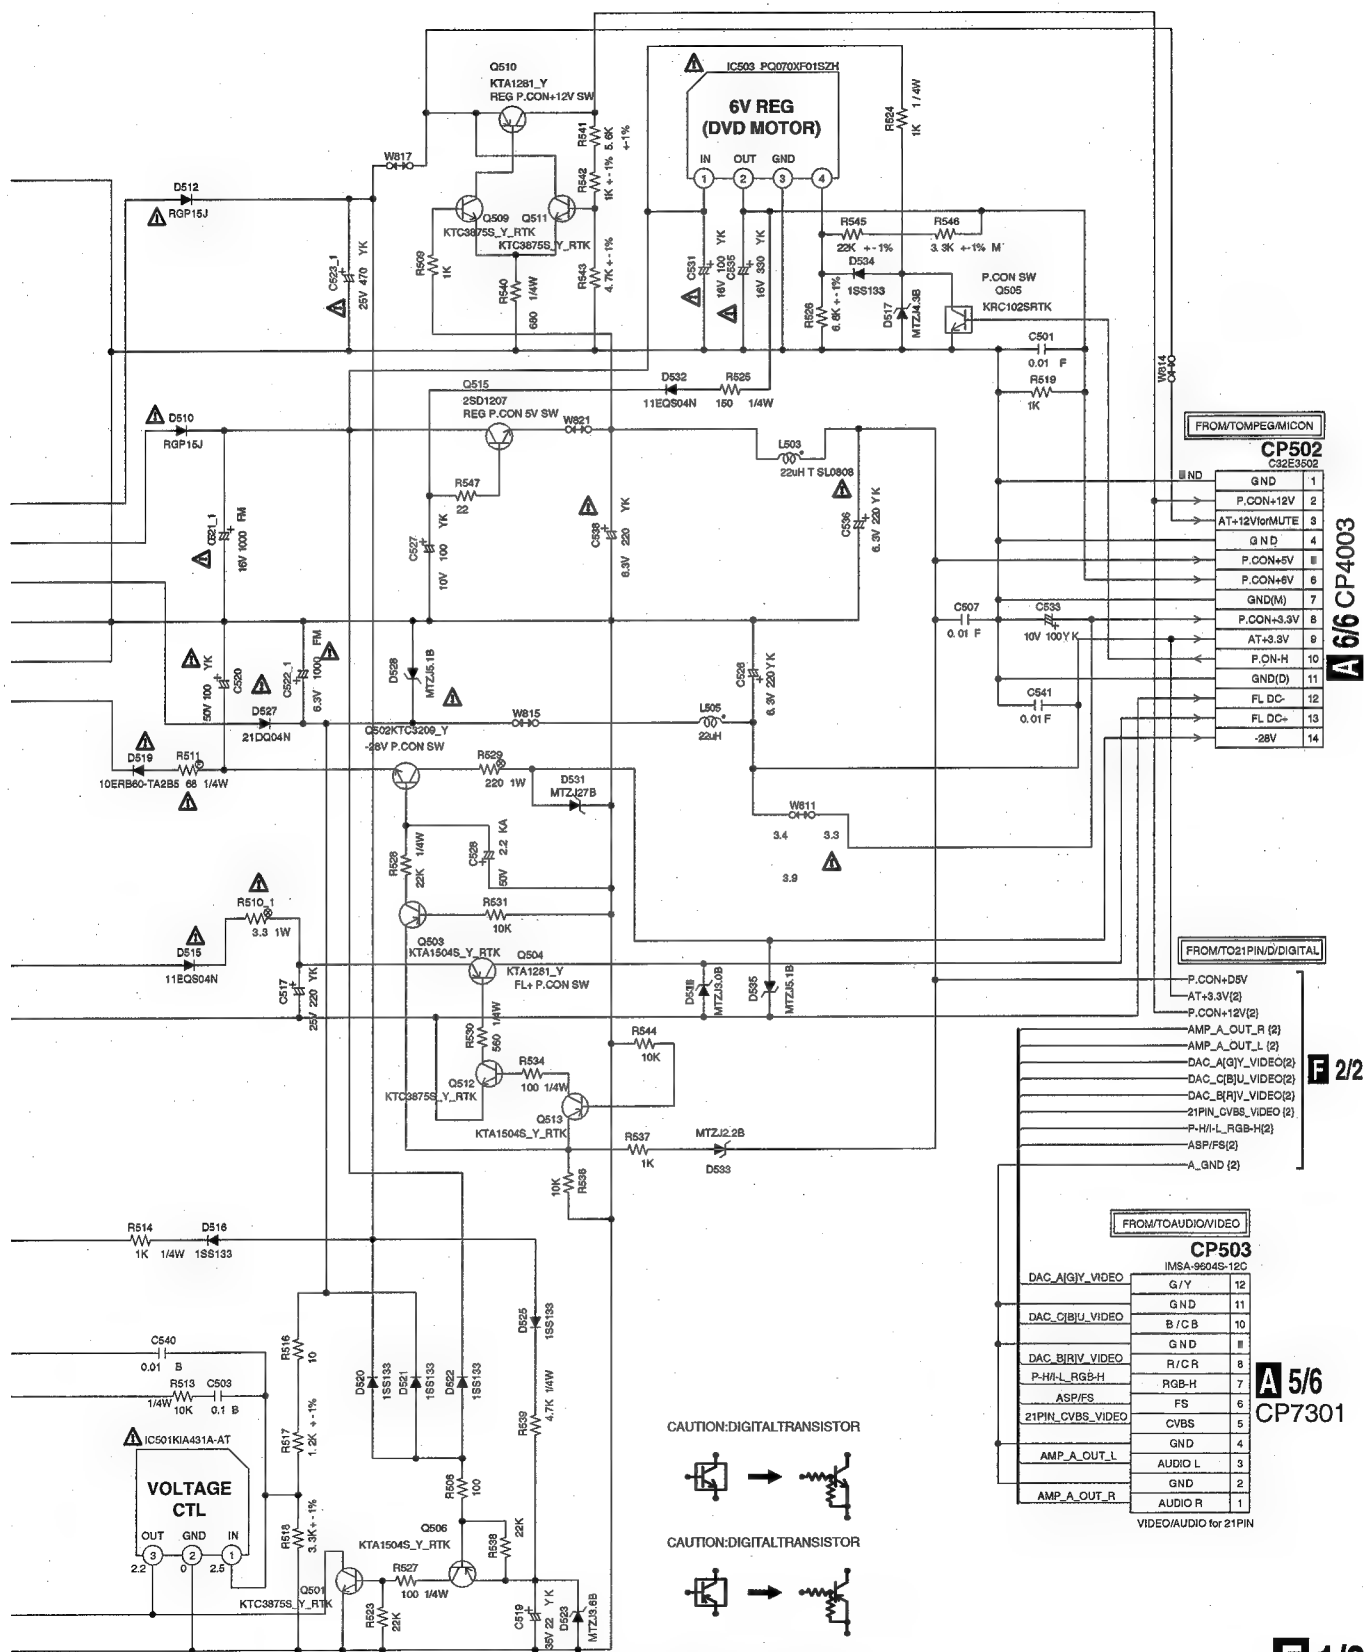 Q510
KTA1281_Y
REG P.CON+12V SW
IC503 PQ070XF01SZH
6V REG
(DVD MOTOR)
IN OUT GND
1 2 3 4
R524
1K 1/4W
W817
R541
5.6K
+-1%
R542
1K +-1%
D512
RGP15J
Q509
KTC3875S_Y_RTK
Q511
KTC3875S_Y_RTK
R509
1K
R540
680 1/4W
R543
4.7K +-1%
C523_1
25V 470 YK
C531
16V 100 YK
C535
16V 330 YK
R545
22K +-1%
R546
3.3K +-1% M
D534
1SS133
R526
6.8K +-1%
D517
MTZJ4.3B
P.CON SW
Q505
KRC102SRTK
C501
0.01 F
R519
1K
W814
Q515
2SD1207
REG P.CON 5V SW
D532
11EQS04N
R525
150 1/4W
D510
RGP15J
W821
L503
22uH T SL0808
R547
22
C527
10V 100 YK
6.3V 220 YK
C536
6.3V 220 YK
16V 1000 FM
FROM/TOMPEG/MICON
CP502
C32E3502
GND 1
P.CON+12V 2
AT+12VforMUTE 3
GND 4
P.CON+5V
P.CON+6V 6
GND(M) 7
P.CON+3.3V 8
AT+3.3V 9
P.ON-H 10
GND(D) 11
FL DC- 12
FL DC+ 13
-28V 14
A 6/6 CP4003
C507
0.01 F
C533
10V 100YK
C541
0.01 F
50V 100 YK
C520
C522_1
6.3V 1000 FM
D527
21DQ04N
D528
MTZJ5.1B
W815
L505
22uH
6.3V 220 YK
Q502KTC3209_Y
-28V P.CON SW
D519
10ERB60-TA2B5
R511
68 1/4W
R529
220 1W
D531
MTZJ27B
W811
3.4 3.3
3.9
R528
22K 1/4W
50V 2.2 KA
R510_1
3.3 1W
D515
11EQS04N
R531
10K
Q503
KTA1504S_Y_RTK
Q504
KTA1281_Y
FL+ P.CON SW
C517
25V 220 YK
MTZJ3.0B
D535
MTZJ5.1B
R530
560 1/4W
R544
10K
R534
100 1/4W
Q512
KTC3875S_Y_RTK
Q513
KTA1504S_Y_RTK
R537
1K
MTZJ2.2B
D533
R536
10K
FROM/TO21PIN/D/DIGITAL
P.CON+D5V
AT+3.3V{2}
P.CON+12V{2}
AMP_A_OUT_R {2}
AMP_A_OUT_L {2}
DAC_A[G]Y_VIDEO{2}
DAC_C[B]U_VIDEO{2}
DAC_B[R]V_VIDEO{2}
21PIN_CVBS_VIDEO {2}
P-H/I-L_RGB-H{2}
ASP/FS{2}
A_GND {2}
F 2/2
R514
1K 1/4W
D516
1SS133
D525
1SS133
R516
10
D520
1SS133
D521
1SS133
D522
1SS133
R539
4.7K 1/4W
C540
0.01 B
R513
1/4W 10K
C503
0.1 B
R517
1.2K +-1%
IC501KIA431A-AT
VOLTAGE
CTL
OUT GND IN
3 2 1
2.2 0 2.5
R518
3.3K +-1%
R506
100
Q506
KTA1504S_Y_RTK
R538
22K
R527
100 1/4W
Q501
KTC3875S_Y_RTK
R523
22K
C519
35V 22 YK
D523
MTZJ3.6B
CAUTION:DIGITALTRANSISTOR
CAUTION:DIGITALTRANSISTOR
FROM/TOAUDIO/VIDEO
CP503
IMSA-9604S-12C
DAC_A[G]Y_VIDEO G/Y 12
GND 11
DAC_C[B]U_VIDEO B/CB 10
GND
DAC_B[R]V_VIDEO R/CR 8
P-H/I-L_RGB-H RGB-H 7
ASP/FS FS 6
21PIN_CVBS_VIDEO CVBS 5
GND 4
AMP_A_OUT_L AUDIO L 3
GND 2
AMP_A_OUT_R AUDIO R 1
VIDEO/AUDIO for 21PIN
A 5/6
CP7301